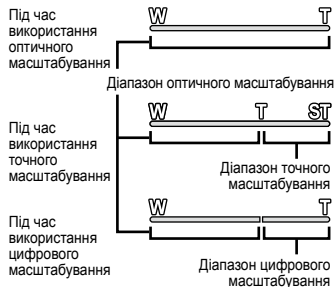 Під час
використання
оптичного
масштабування
W T
Діапазон оптичного масштабування
Під час
використання
точного
масштабування
W T ST
Діапазон точного
масштабування
Під час
використання
цифрового
масштабування
W T
Діапазон цифрового
масштабування